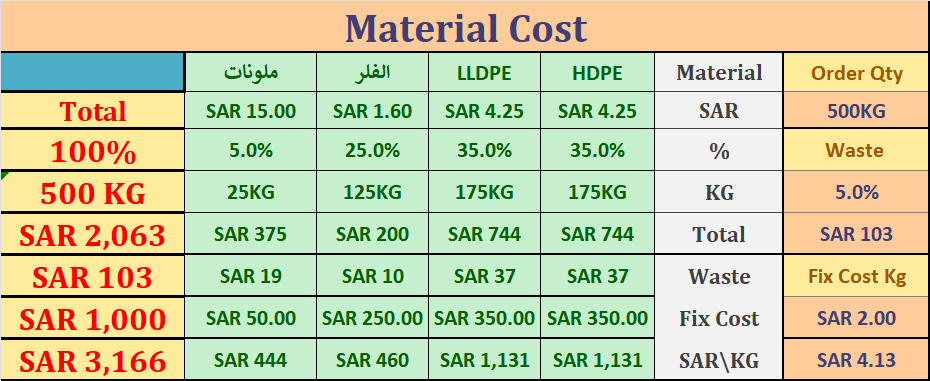 Material Cost
ملونات الفلر LLDPE HDPE Material Order Qty
Total SAR 15.00 SAR 1.60 SAR 4.25 SAR 4.25 SAR 500KG
100% 5.0% 25.0% 35.0% 35.0% % Waste
500 KG 25KG 125KG 175KG 175KG KG 5.0%
SAR 2,063 SAR 375 SAR 200 SAR 744 SAR 744 Total SAR 103
SAR 103 SAR 19 SAR 10 SAR 37 SAR 37 Waste Fix Cost Kg
SAR 1,000 SAR 50.00 SAR 250.00 SAR 350.00 SAR 350.00 Fix Cost SAR 2.00
SAR 3,166 SAR 444 SAR 460 SAR 1,131 SAR 1,131 SAR\KG SAR 4.13